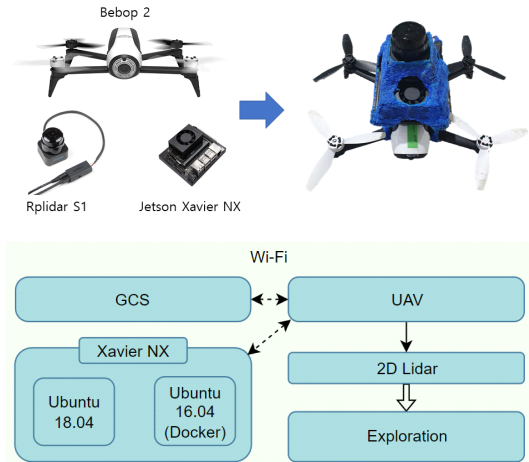 Bebop 2
Rplidar S1
Jetson Xavier NX
Wi-Fi
GCS
UAV
Xavier NX
2D Lidar
Ubuntu
18.04
Ubuntu
16.04
(Docker)
Exploration